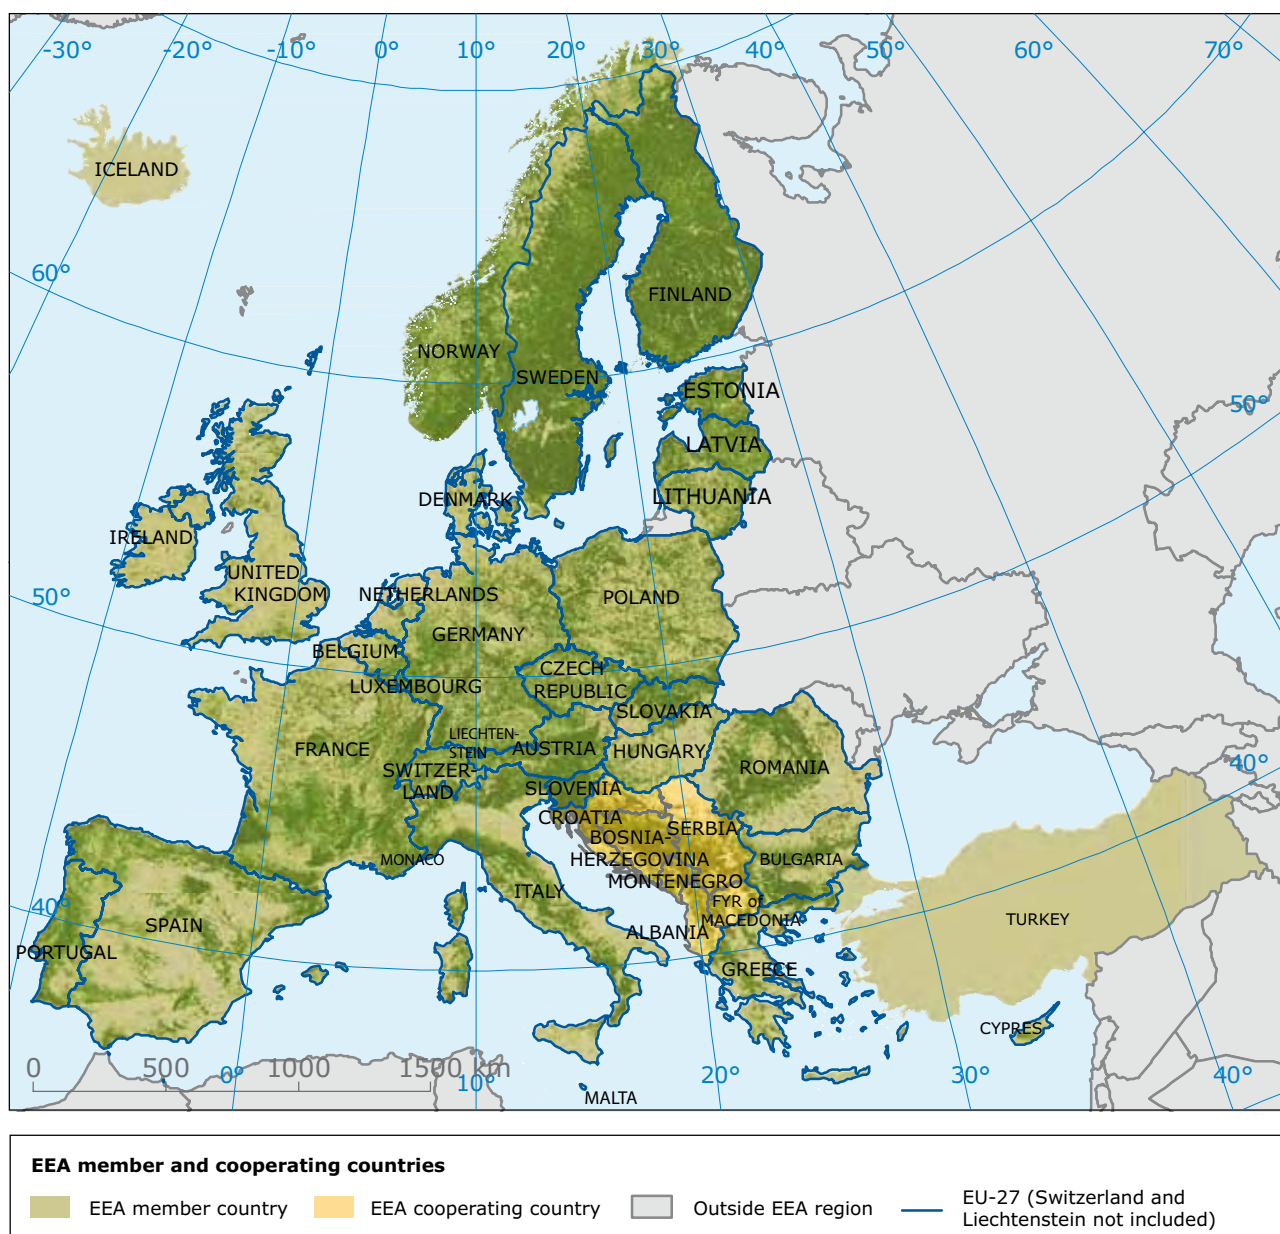 -30°
-20°
-10°
0°
10°
20°
30°
40°
50°
60°
70°
ICELAND
60°
FINLAND
NORWAY
SWEDEN
ESTONIA
50°
LATVIA
LITHUANIA
DENMARK
IRELAND
UNITED
KINGDOM
50°
NETHERLANDS
POLAND
GERMANY
BELGIUM
CZECH
REPUBLIC
LUXEMBOURG
SLOVAKIA
LIECHTEN-
STEIN
FRANCE
AUSTRIA
HUNGARY
SWITZER-
LAND
ROMANIA
40°
SLOVENIA
CROATIA
SERBIA
BOSNIA-
HERZEGOVINA
MONACO
BULGARIA
MONTENEGRO
ITALY
FYR of
MACEDONIA
40°
SPAIN
ALBANIA
TURKEY
PORTUGAL
GREECE
CYPRES
0
500
1000
1500 km
0°
10°
20°
30°
40°
MALTA
EEA member and cooperating countries
EEA member country
EEA cooperating country
Outside EEA region
EU-27 (Switzerland and
Liechtenstein not included)